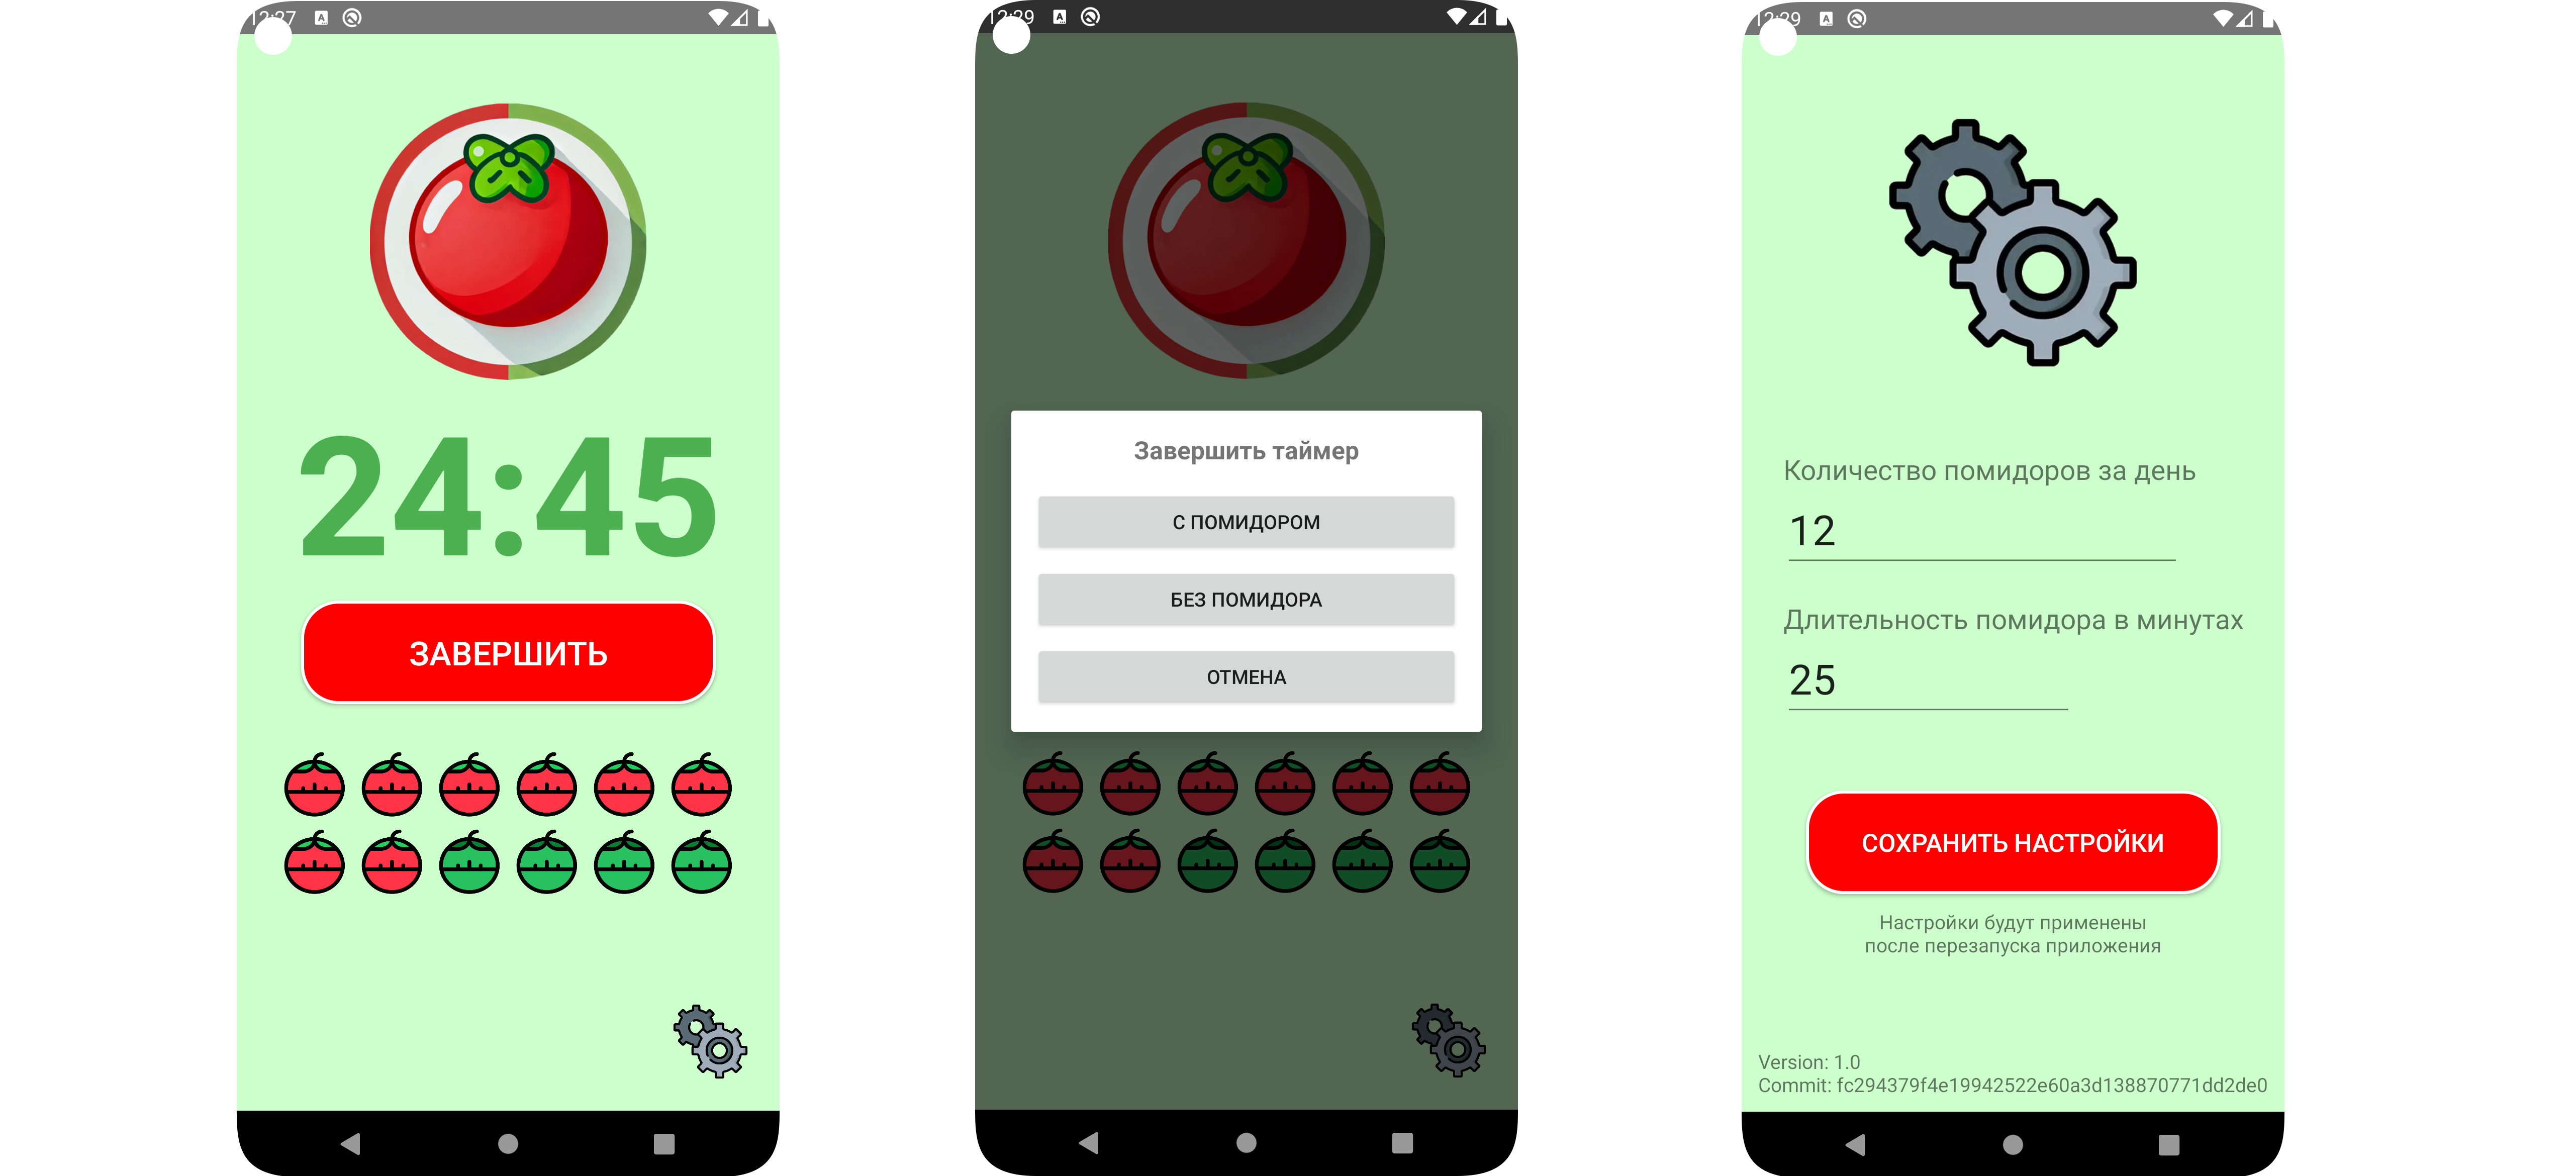 12:27
24:45
ЗАВЕРШИТЬ
12:29
Завершить таймер
С ПОМИДОРОМ
БЕЗ ПОМИДОРА
ОТМЕНА
12:29
Количество помидоров за день
12
Длительность помидора в минутах
25
СОХРАНИТЬ НАСТРОЙКИ
Настройки будут применены
после перезапуска приложения
Version: 1.0
Commit: fc294379f4e19942522e60a3d138870771dd2de0